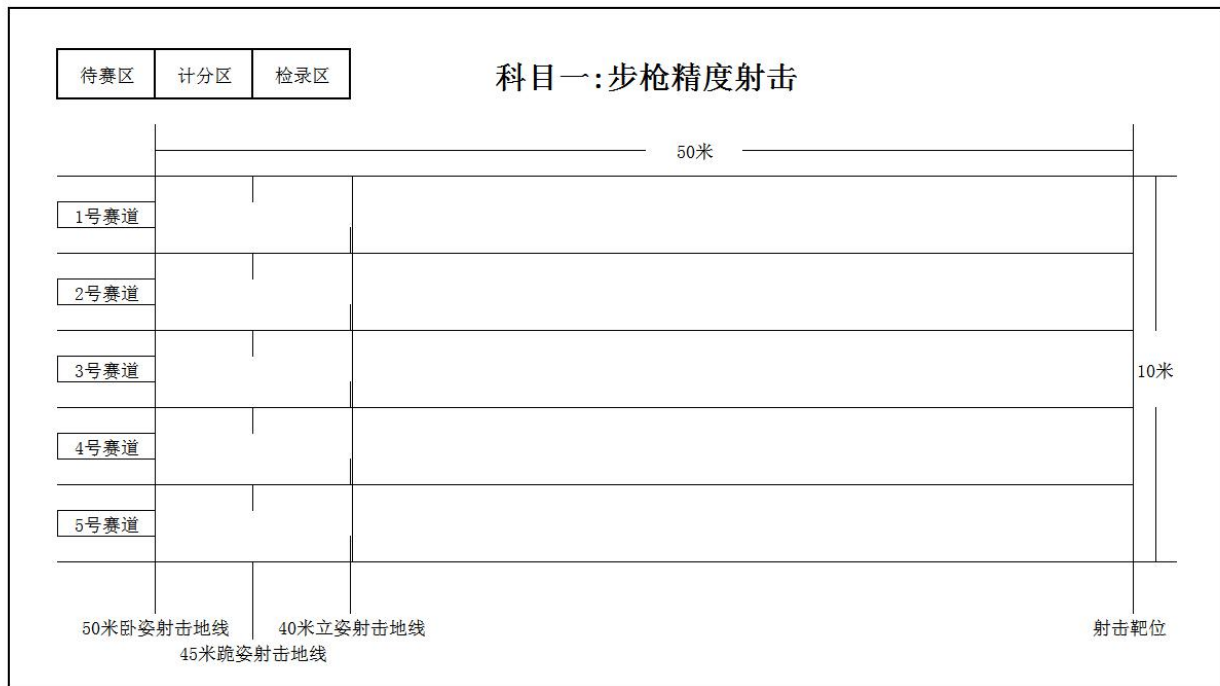 待赛区 计分区 检录区
科目一:步枪精度射击
50米
1号赛道
2号赛道
3号赛道
10米
4号赛道
5号赛道
50米卧姿射击地线
40米立姿射击地线
射击靶位
45米跪姿射击地线